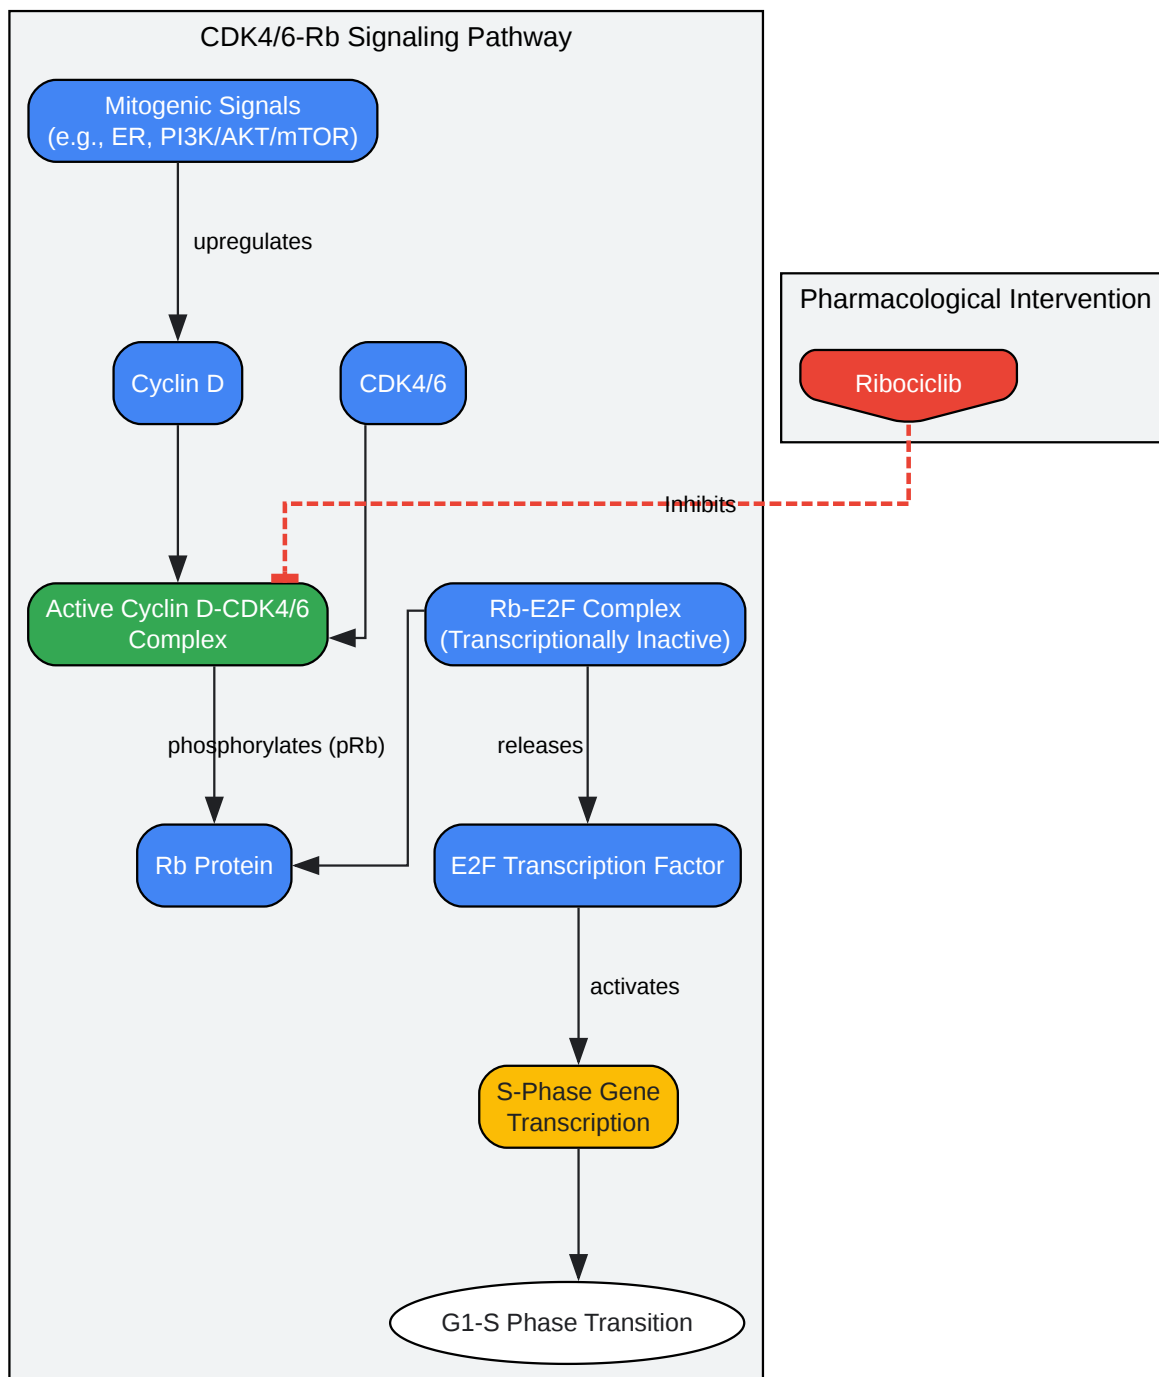 CDK4/6-Rb Signaling Pathway
Mitogenic Signals
(e.g., ER, PI3K/AKT/mTOR)
upregulates
Pharmacological Intervention
Cyclin D
CDK4/6
Ribociclib
Inhibits
Active Cyclin D-CDK4/6
Complex
Rb-E2F Complex
(Transcriptionally Inactive)
phosphorylates (pRb)
releases
Rb Protein
E2F Transcription Factor
activates
S-Phase Gene
Transcription
G1-S Phase Transition